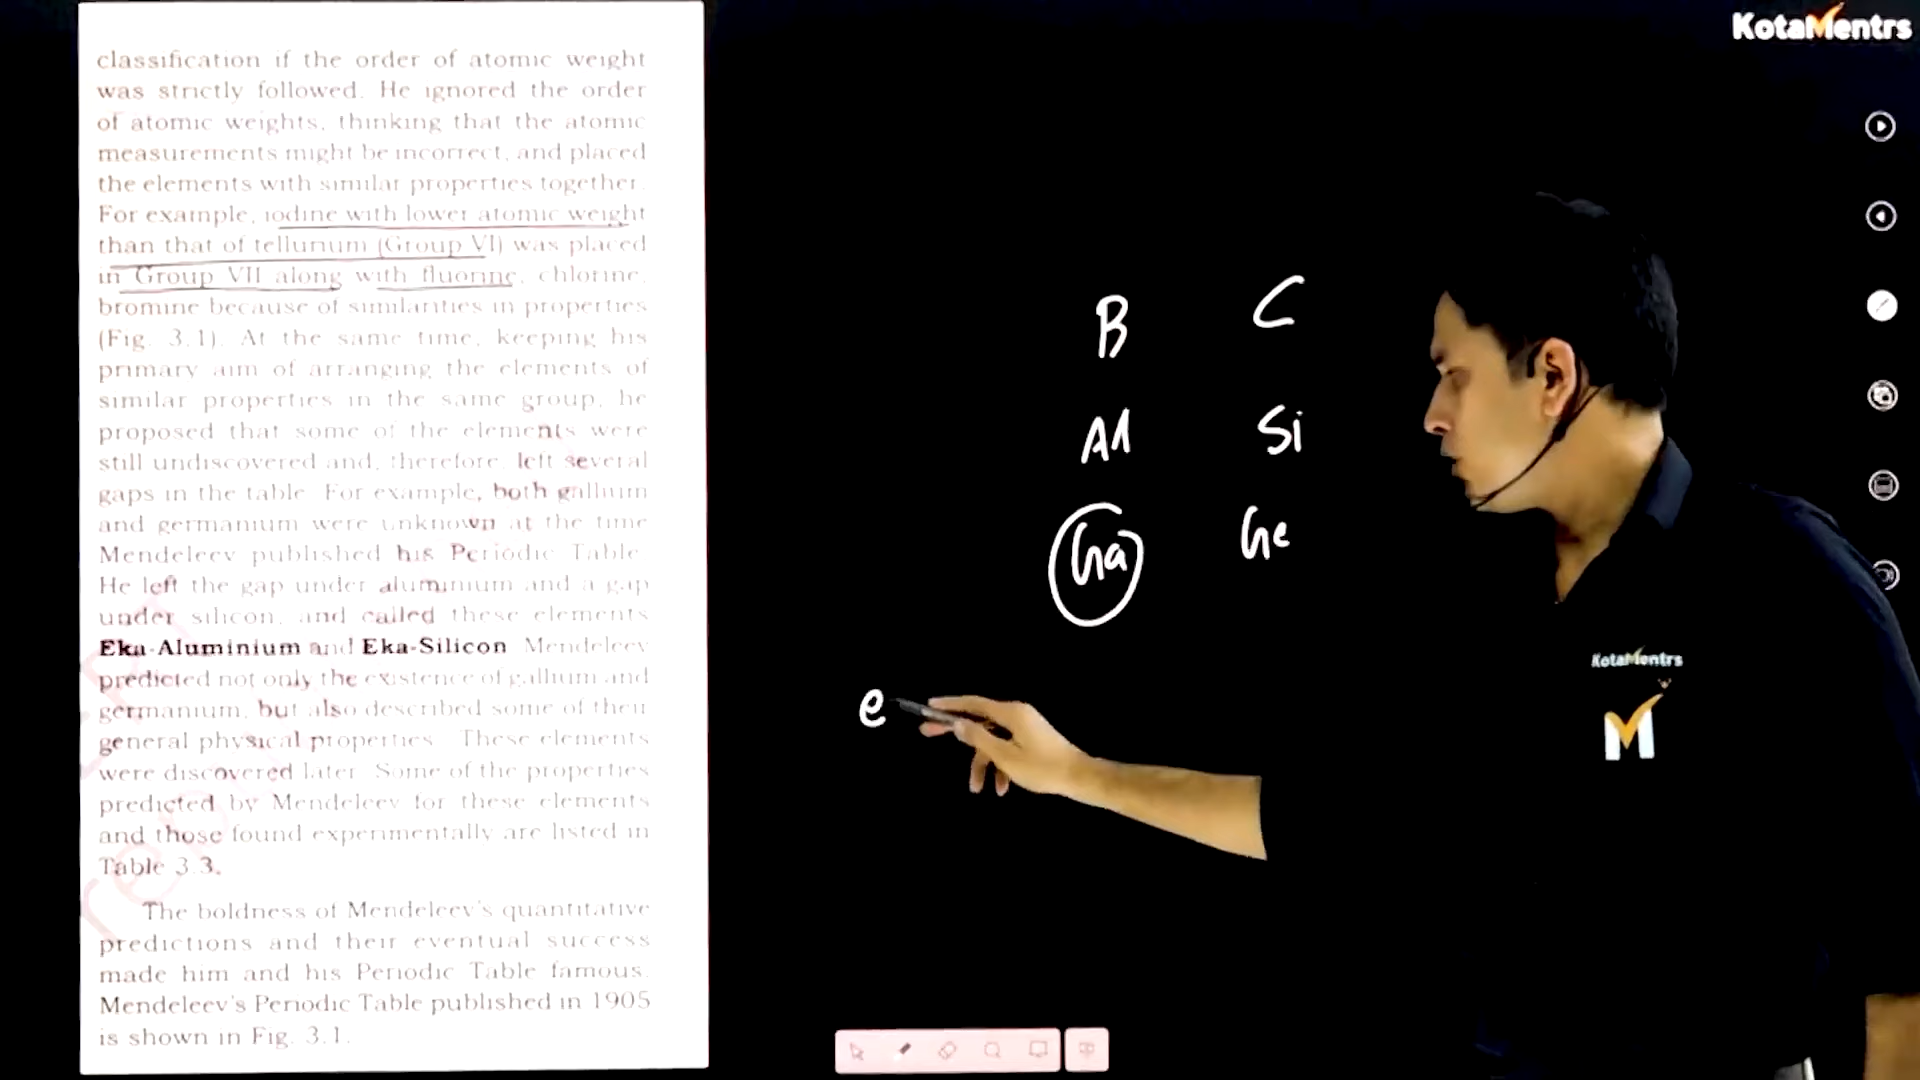 classification if the order of atomic weight
was strictly followed. He ignored the order
of atomic weights, thinking that the atomic
measurements might be incorrect, and placed
the elements with similar properties together.
For example, iodine with lower atomic weight
than that of tellurium (Group VI) was placed
in Group VII along with fluorine, chlorine,
bromine because of similarities in properties
(Fig. 3.1). At the same time, keeping his
primary aim of arranging the elements of
similar properties in the same group, he
proposed that some of the elements were
still undiscovered and, therefore, left several
gaps in the table. For example, both gallium
and germanium were unknown at the time
Mendeleev published his Periodic Table.
He left the gap under aluminium and a gap
under silicon, and called these elements
Eka-Aluminium and Eka-Silicon. Mendeleev
predicted not only the existence of gallium and
germanium, but also described some of their
general physical properties. These elements
were discovered later. Some of the properties
predicted by Mendeleev for these elements
and those found experimentally are listed in
Table 3.3.
The boldness of Mendeleev's quantitative
predictions and their eventual success
made him and his Periodic Table famous.
Mendeleev's Periodic Table published in 1905
is shown in Fig. 3.1.
B C
Al Si
Ga Ge
e
KotaMentrs
KotaMentrs
M